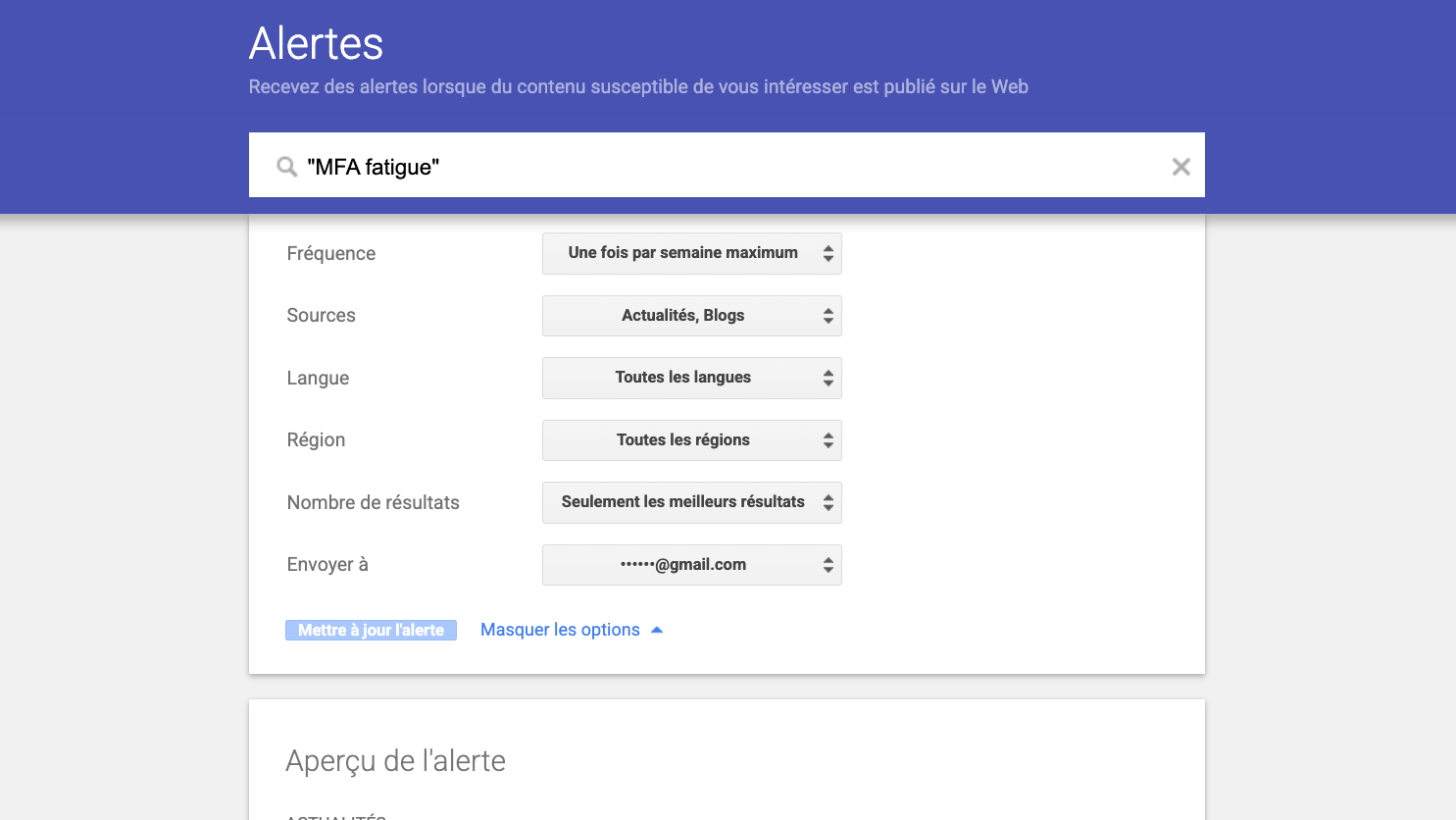 Alertes
Recevez des alertes lorsque du contenu susceptible de vous intéresser est publié sur le Web
"MFA fatigue"
Fréquence Une fois par semaine maximum
Sources Actualités, Blogs
Langue Toutes les langues
Région Toutes les régions
Nombre de résultats Seulement les meilleurs résultats
Envoyer à ••••••@gmail.com
Mettre à jour l'alerte Masquer les options
Aperçu de l'alerte
ACTUALITÉS